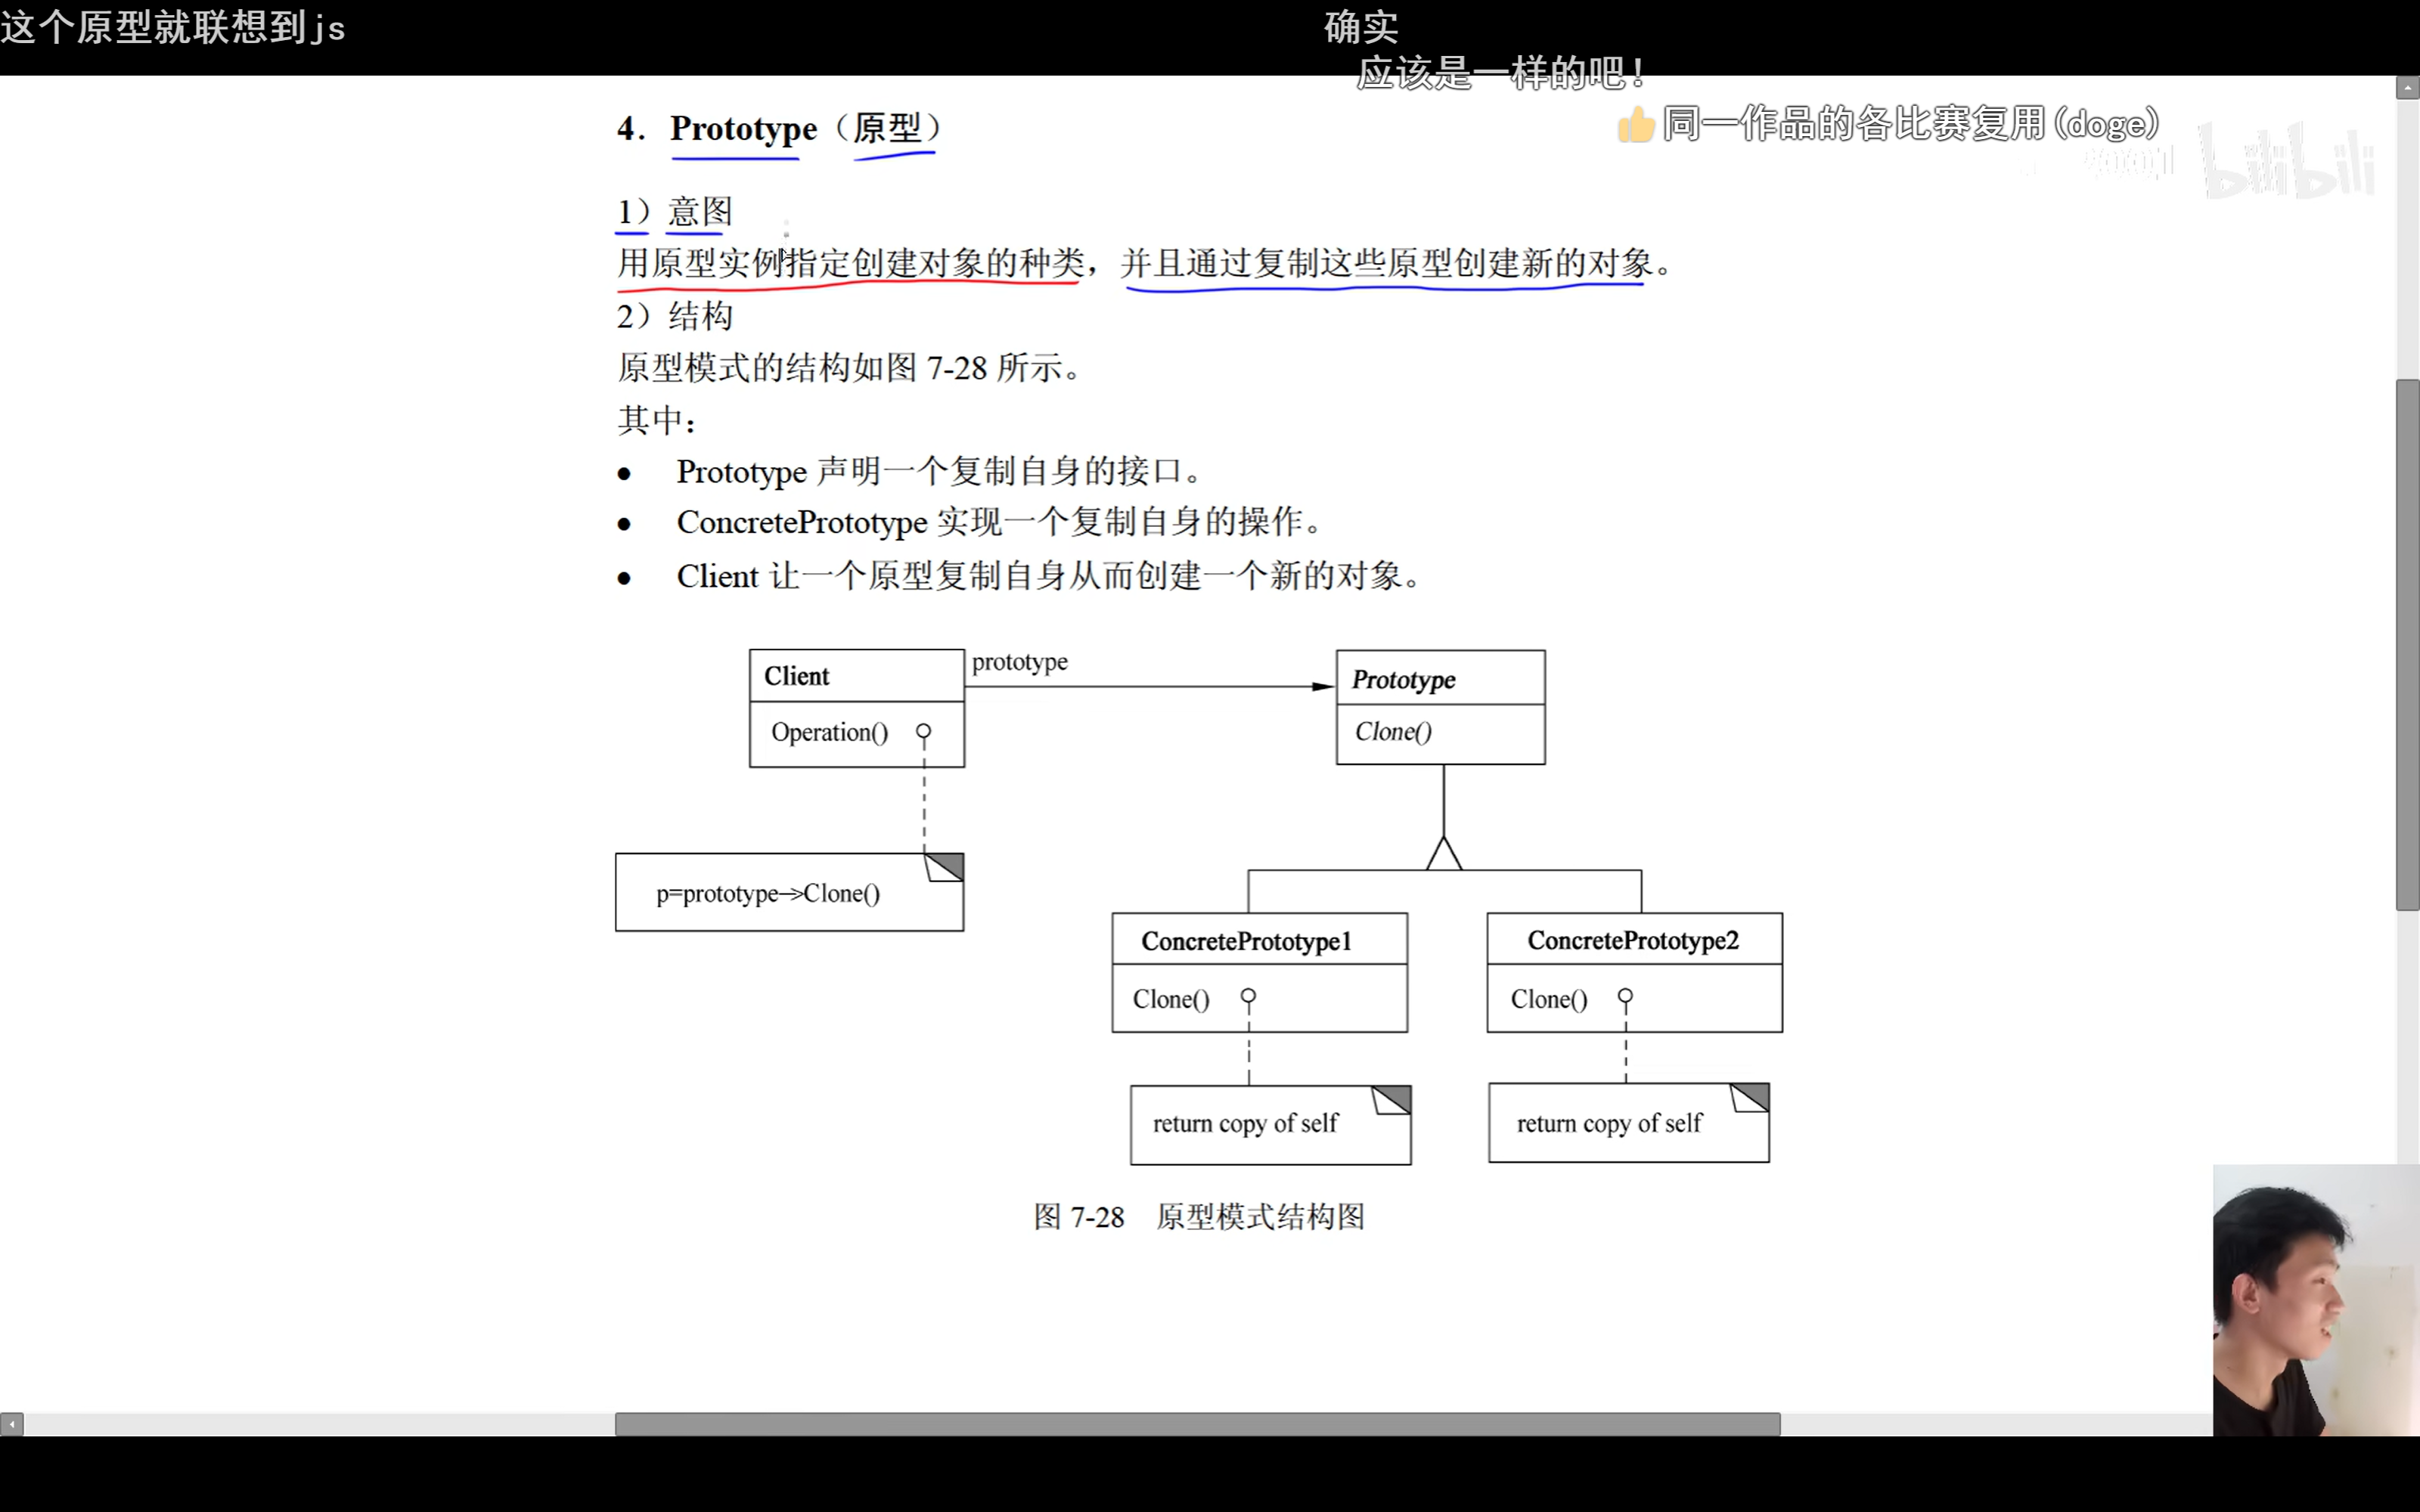 这个原型就联想到js
确实
应该是一样的吧!
同一作品的各比赛复用(doge)
bilibili
4. Prototype（原型）
1）意图
用原型实例指定创建对象的种类，并且通过复制这些原型创建新的对象。
2）结构
原型模式的结构如图 7-28 所示。
其中：
● Prototype 声明一个复制自身的接口。
● ConcretePrototype 实现一个复制自身的操作。
● Client 让一个原型复制自身从而创建一个新的对象。
Client
prototype
Prototype
Operation()
Clone()
p=prototype->Clone()
ConcretePrototype1
ConcretePrototype2
Clone()
Clone()
return copy of self
return copy of self
图 7-28 原型模式结构图